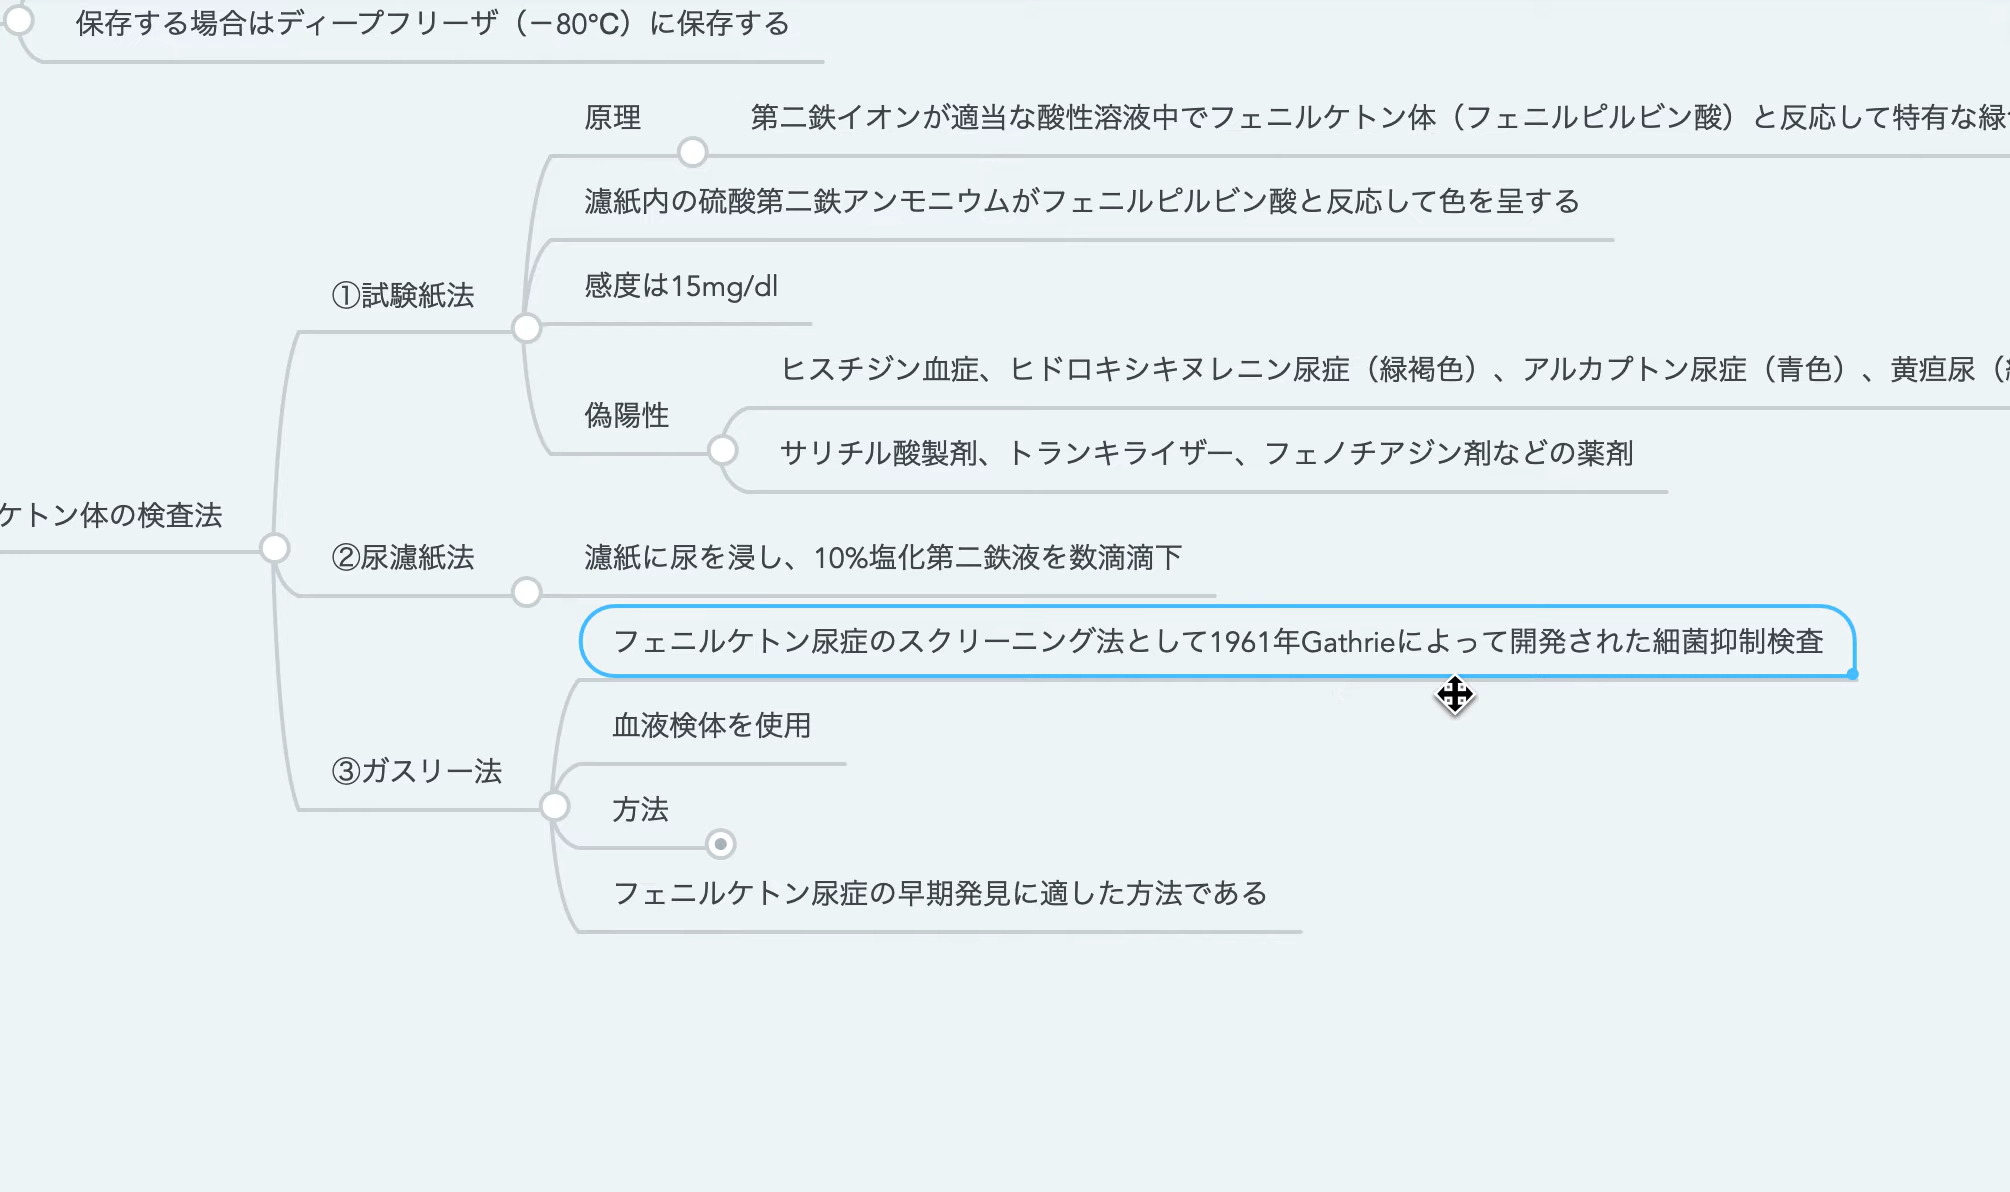 保存する場合はディープフリーザ（－80℃）に保存する
原理
第二鉄イオンが適当な酸性溶液中でフェニルケトン体（フェニルピルビン酸）と反応して特有な緑
濾紙内の硫酸第二鉄アンモニウムがフェニルピルビン酸と反応して色を呈する
①試験紙法
感度は15mg/dl
偽陽性
ヒスチジン血症、ヒドロキシキヌレニン尿症（緑褐色）、アルカプトン尿症（青色）、黄疸尿（
サリチル酸製剤、トランキライザー、フェノチアジン剤などの薬剤
ケトン体の検査法
②尿濾紙法
濾紙に尿を浸し、10%塩化第二鉄液を数滴滴下
フェニルケトン尿症のスクリーニング法として1961年Gathrieによって開発された細菌抑制検査
血液検体を使用
③ガスリー法
方法
フェニルケトン尿症の早期発見に適した方法である